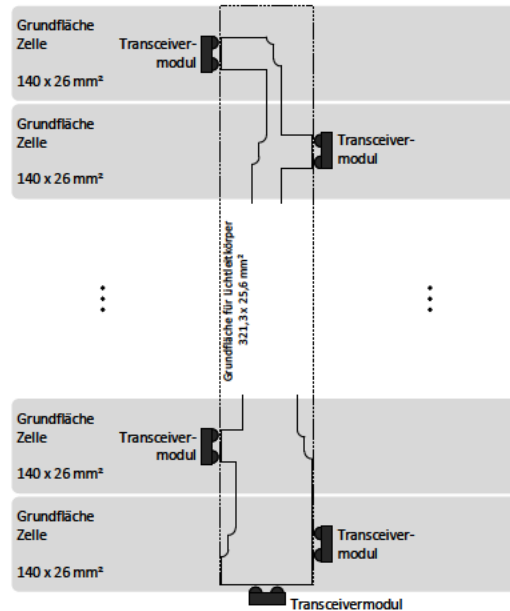 Grundfläche
Zelle
140 x 26 mm²
Transceiver-
modul
Grundfläche
Zelle
140 x 26 mm²
Transceiver-
modul
Grundfläche für Lichtleitkörper
321,3 x 25,6 mm²
Grundfläche
Zelle
140 x 26 mm²
Transceiver-
modul
Grundfläche
Zelle
140 x 26 mm²
Transceiver-
modul
Transceivermodul